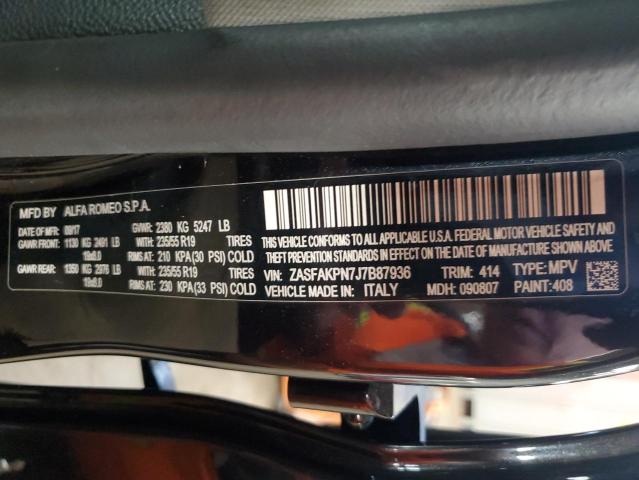 MFD BY ALFA ROMEO S.P.A.
DATE OF MFR: 09/17 GVWR: 2380 KG 5247 LB
GAWR FRONT: 1130 KG 2491 LB WITH: 235/55 R19 TIRES
19x8.0 RIMS AT: 210 KPA(30 PSI) COLD
GAWR REAR: 1350 KG 2976 LB WITH: 235/55 R19 TIRES
19x8.0 RIMS AT: 230 KPA(33 PSI) COLD
THIS VEHICLE CONFORMS TO ALL APPLICABLE U.S.A. FEDERAL MOTOR VEHICLE SAFETY AND
THEFT PREVENTION STANDARDS IN EFFECT ON THE DATE OF MANUFACTURE SHOWN ABOVE.
VIN: ZASFAKPN7J7B87936 TRIM: 414 TYPE: MPV
VEHICLE MADE IN: ITALY MDH: 090807 PAINT:408